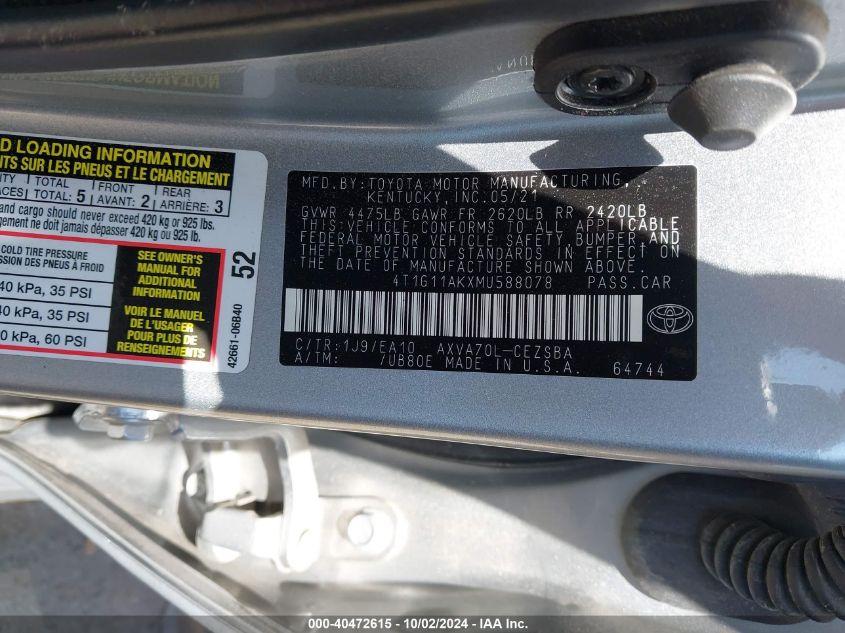 D LOADING INFORMATION
ITS SUR LES PNEUS ET LE CHARGEMENT
TOTAL : 5 FRONT AVANT: 2 REAR ARRIÈRE: 3
and cargo should never exceed 420 kg or 925 lbs.
gement ne doit jamais dépasser 420 kg ou 925 lb.
COLD TIRE PRESSURE
SSION DES PNEUS À FROID
40 kPa, 35 PSI
40 kPa, 35 PSI
0 kPa, 60 PSI
SEE OWNER'S
MANUAL FOR
ADDITIONAL
INFORMATION
VOIR LE MANUEL
DE L'USAGER
POUR PLUS DE
RENSEIGNEMENTS
52
42661-06B40
MFD. BY: TOYOTA MOTOR MANUFACTURING,
KENTUCKY, INC. 05/21
GVWR 4475LB GAWR FR 2620LB RR 2420LB
THIS VEHICLE CONFORMS TO ALL APPLICABLE
FEDERAL MOTOR VEHICLE SAFETY, BUMPER, AND
THEFT PREVENTION STANDARDS IN EFFECT ON
THE DATE OF MANUFACTURE SHOWN ABOVE.
4T1G11AKXMU588078 PASS. CAR
C/TR: 1J9/EA10 AXVA70L-CEZSBA
A/TM: /UB80E MADE IN U.S.A. 64744
000-40472615 - 10/02/2024 - IAA Inc.